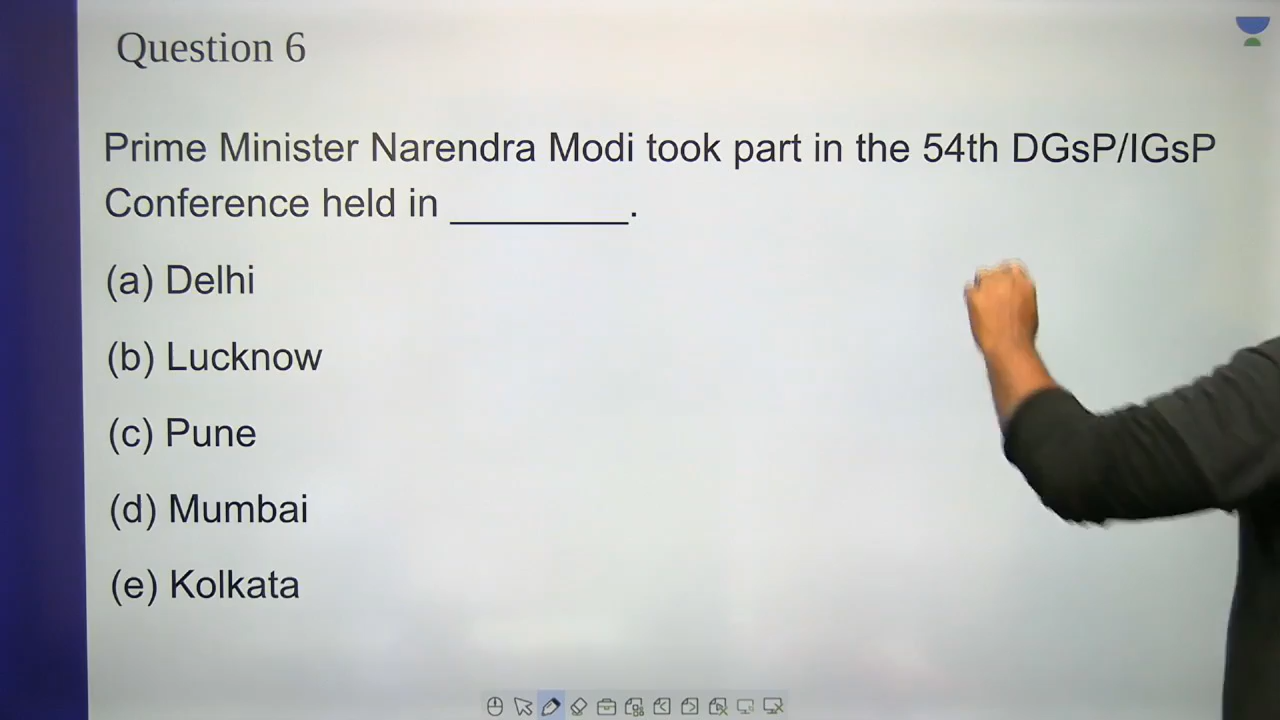 Question 6
Prime Minister Narendra Modi took part in the 54th DGsP/IGsP
Conference held in ________.
(a) Delhi
(b) Lucknow
(c) Pune
(d) Mumbai
(e) Kolkata